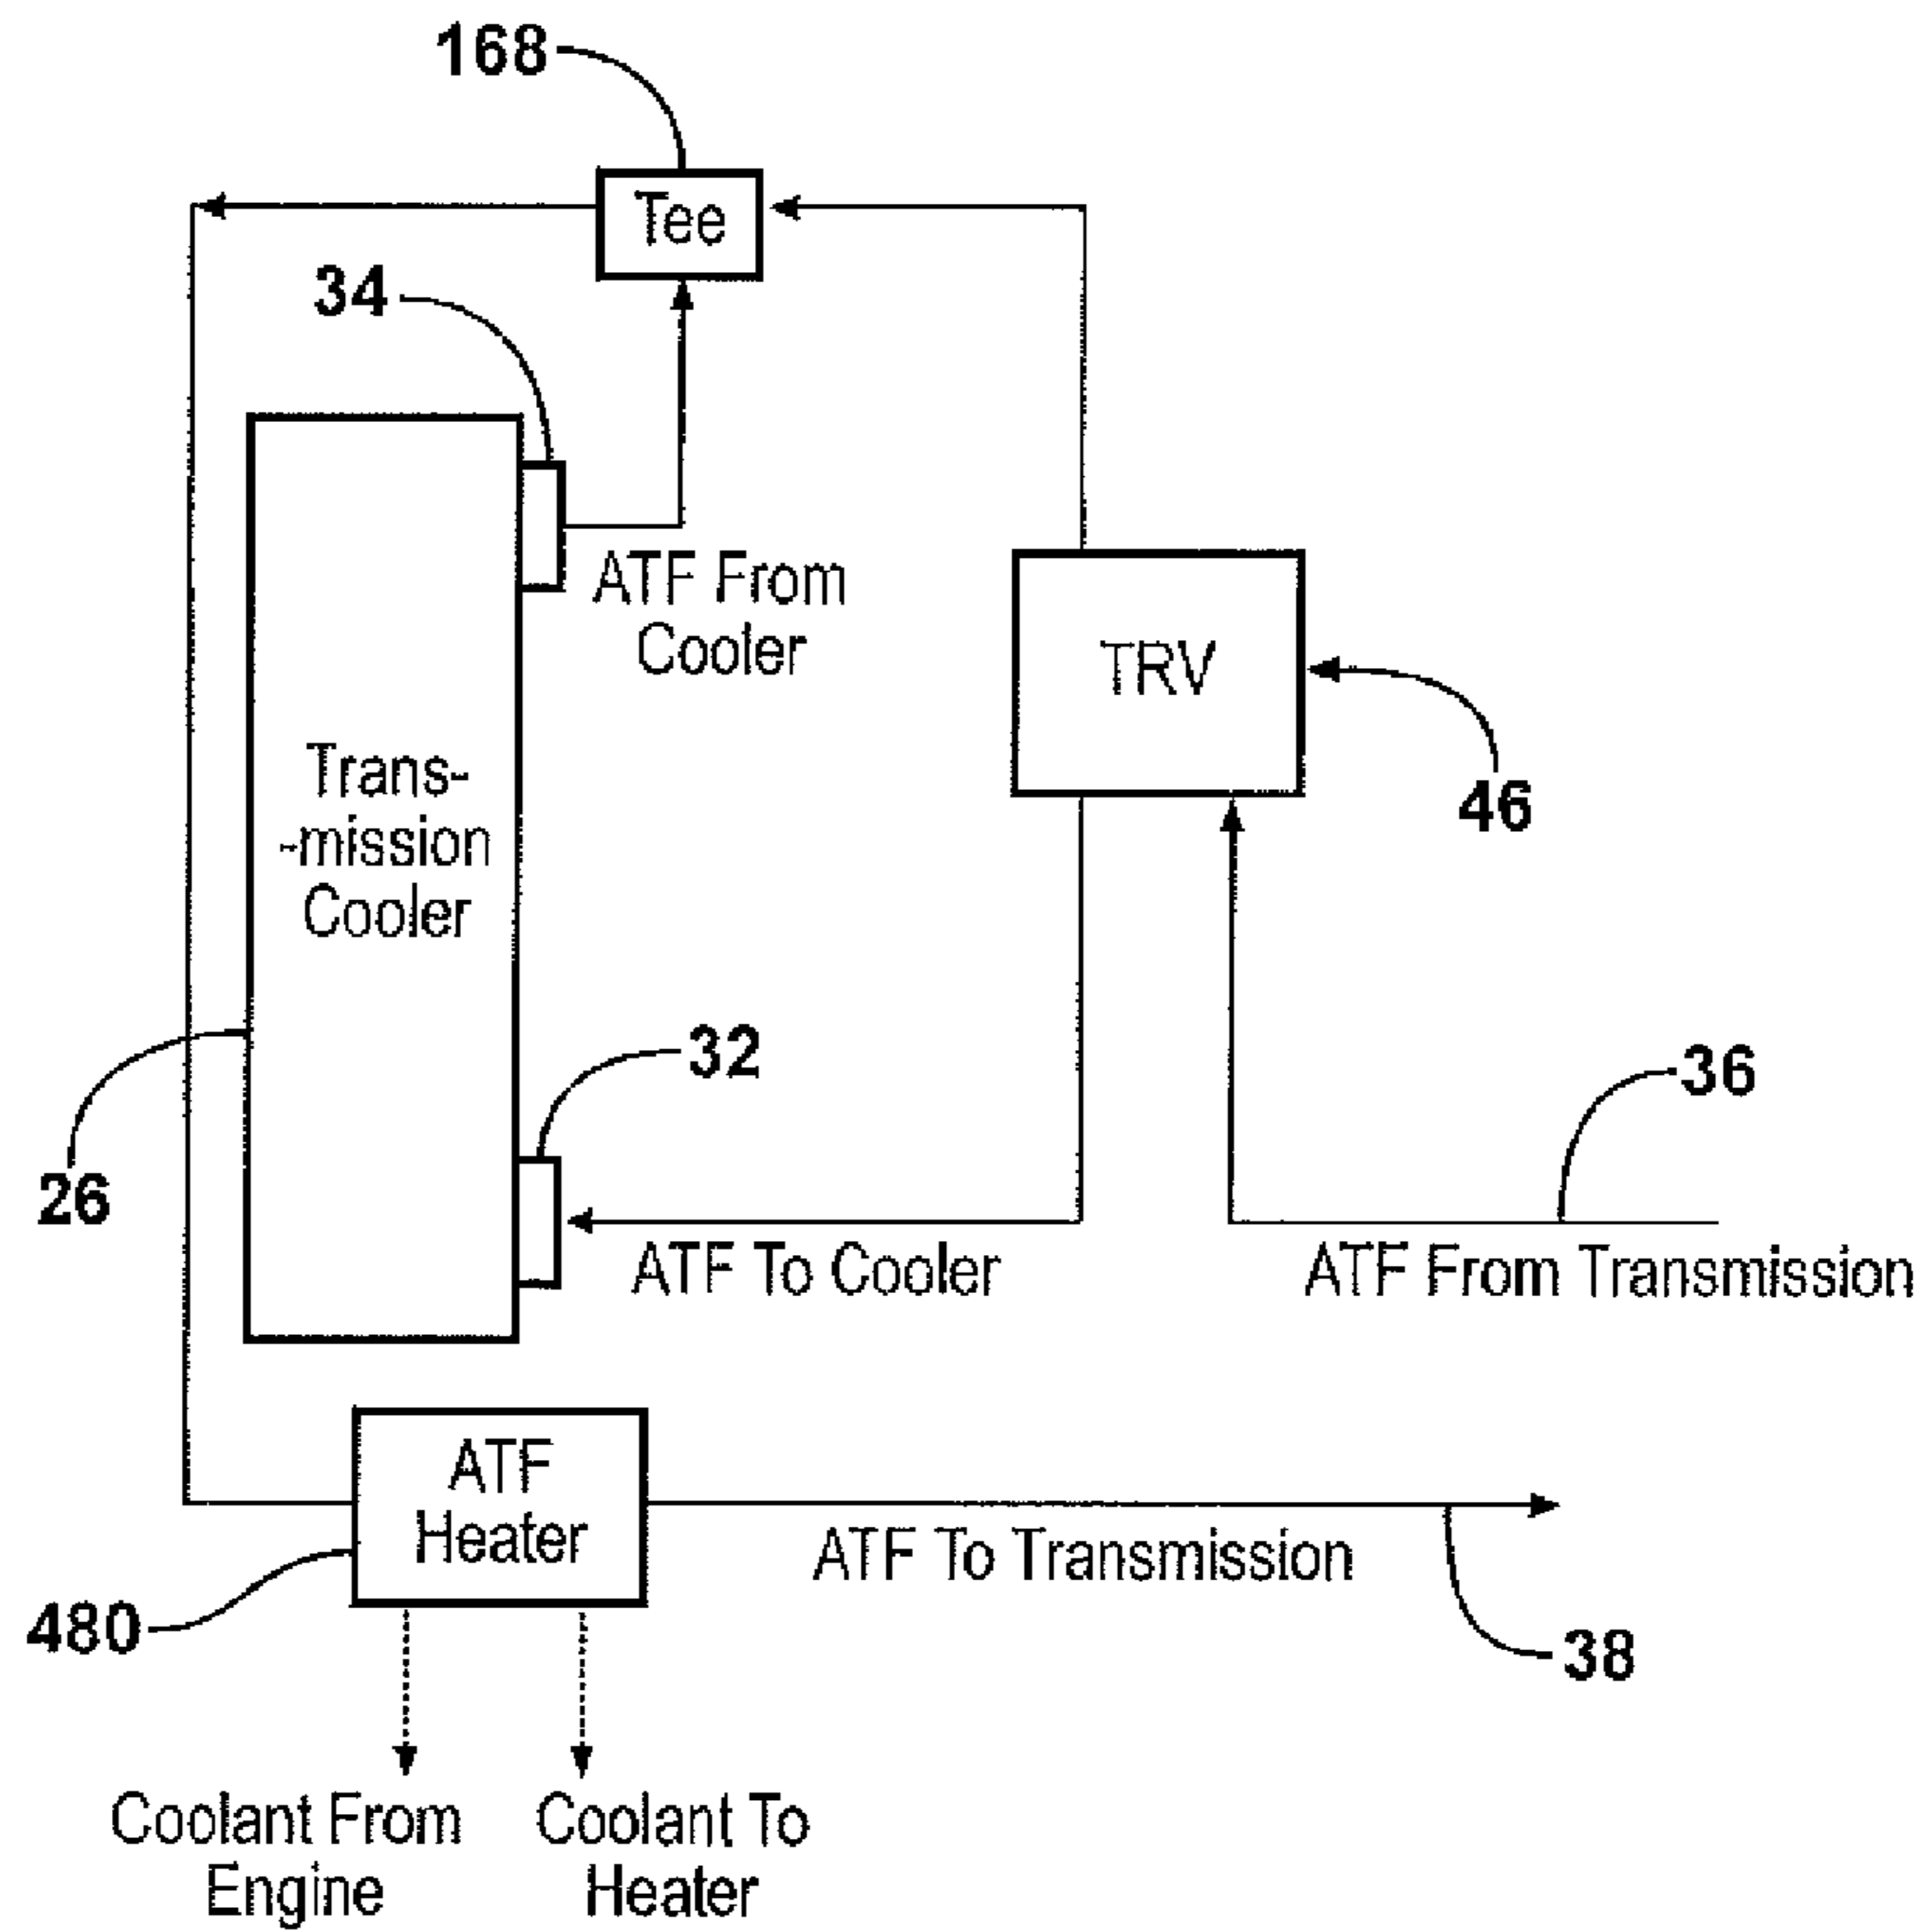 168
Tee
34
ATF From
Cooler
TRV
46
Trans-
-mission
Cooler
32
36
26
ATF To Cooler
ATF From Transmission
ATF
Heater
ATF To Transmission
480
38
Coolant From
Engine
Coolant To
Heater